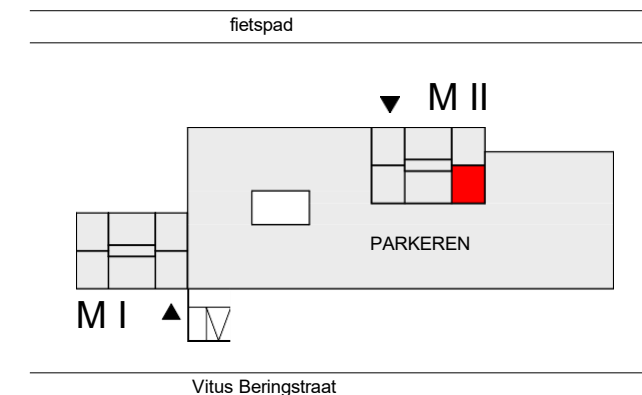 fietspad
M II
PARKEREN
M I
Vitus Beringstraat